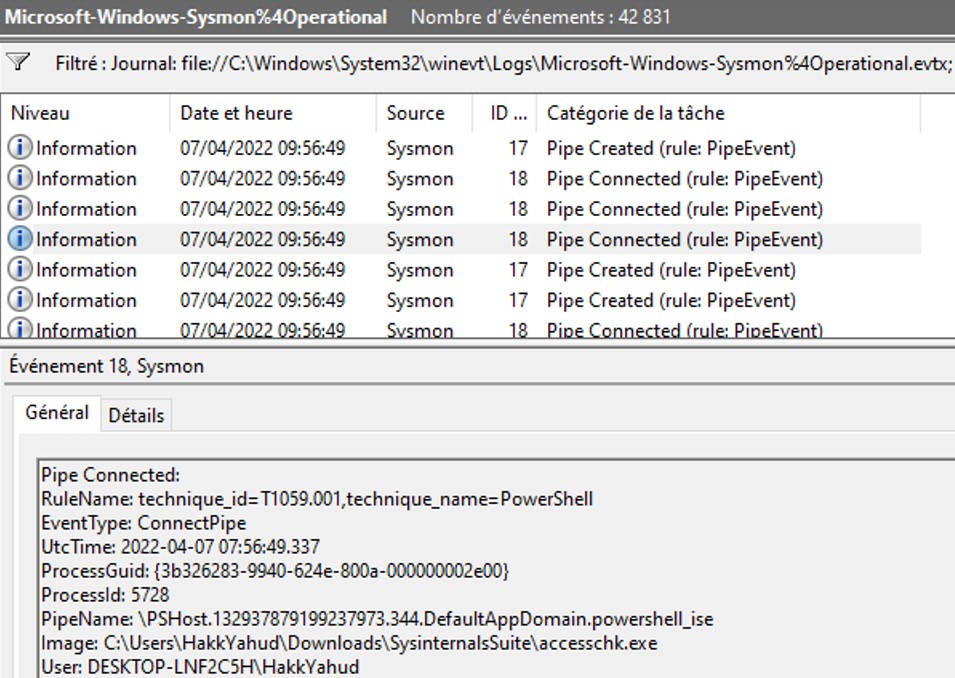 Microsoft-Windows-Sysmon%4Operational Nombre d'événements : 42 831
Filtré : Journal: file://C:\Windows\System32\winevt\Logs\Microsoft-Windows-Sysmon%4Operational.evtx;
Niveau Date et heure Source ID ... Catégorie de la tâche
Information 07/04/2022 09:56:49 Sysmon 17 Pipe Created (rule: PipeEvent)
Information 07/04/2022 09:56:49 Sysmon 18 Pipe Connected (rule: PipeEvent)
Information 07/04/2022 09:56:49 Sysmon 18 Pipe Connected (rule: PipeEvent)
Information 07/04/2022 09:56:49 Sysmon 18 Pipe Connected (rule: PipeEvent)
Information 07/04/2022 09:56:49 Sysmon 17 Pipe Created (rule: PipeEvent)
Information 07/04/2022 09:56:49 Sysmon 17 Pipe Created (rule: PipeEvent)
Information 07/04/2022 09:56:49 Sysmon 18 Pipe Connected (rule: PipeEvent)
Événement 18, Sysmon
Général Détails
Pipe Connected:
RuleName: technique_id=T1059.001,technique_name=PowerShell
EventType: ConnectPipe
UtcTime: 2022-04-07 07:56:49.337
ProcessGuid: {3b326283-9940-624e-800a-000000002e00}
ProcessId: 5728
PipeName: \PSHost.132937879199237973.344.DefaultAppDomain.powershell_ise
Image: C:\Users\HakkYahud\Downloads\SysinternalsSuite\accesschk.exe
User: DESKTOP-LNF2C5H\HakkYahud